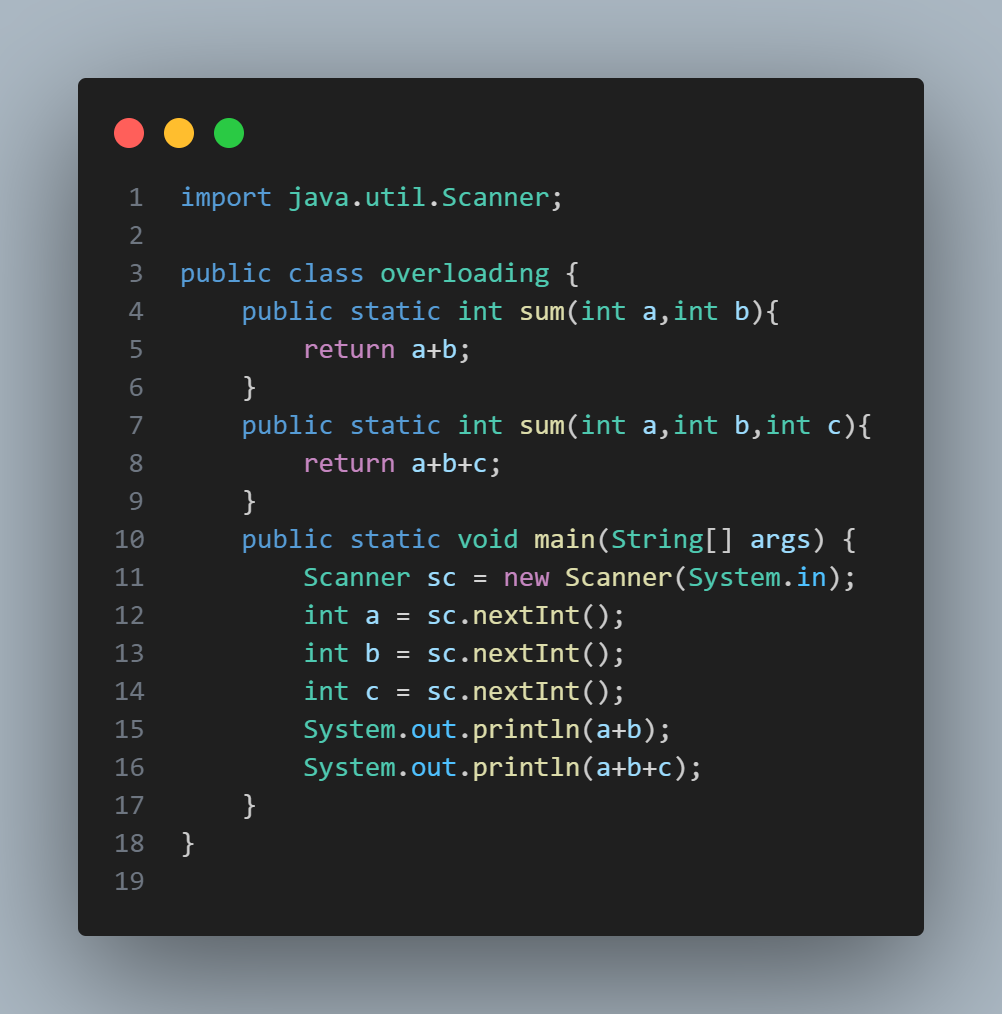 1 import java.util.Scanner;
2
3 public class overloading {
4     public static int sum(int a,int b){
5         return a+b;
6     }
7     public static int sum(int a,int b,int c){
8         return a+b+c;
9     }
10     public static void main(String[] args) {
11         Scanner sc = new Scanner(System.in);
12         int a = sc.nextInt();
13         int b = sc.nextInt();
14         int c = sc.nextInt();
15         System.out.println(a+b);
16         System.out.println(a+b+c);
17     }
18 }
19